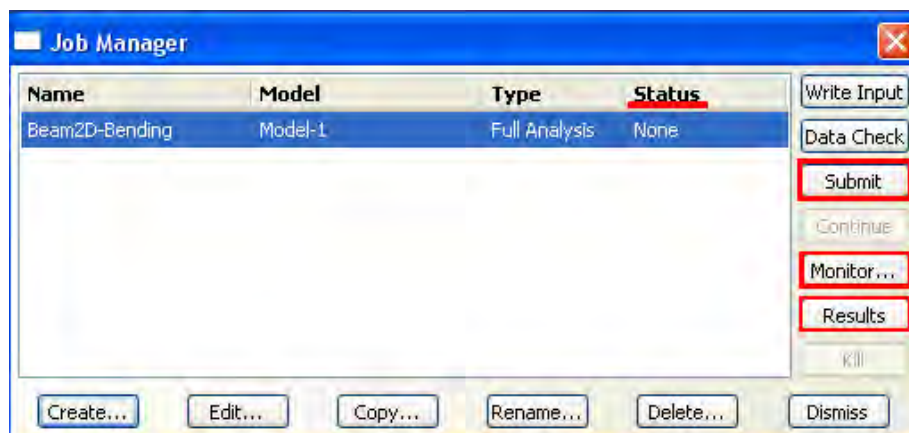 Job Manager
Name Model Type Status Write Input
Beam2D-Bending Model-1 Full Analysis None Data Check
Submit
Continue
Monitor...
Results
Kill
Create... Edit... Copy... Rename... Delete... Dismiss